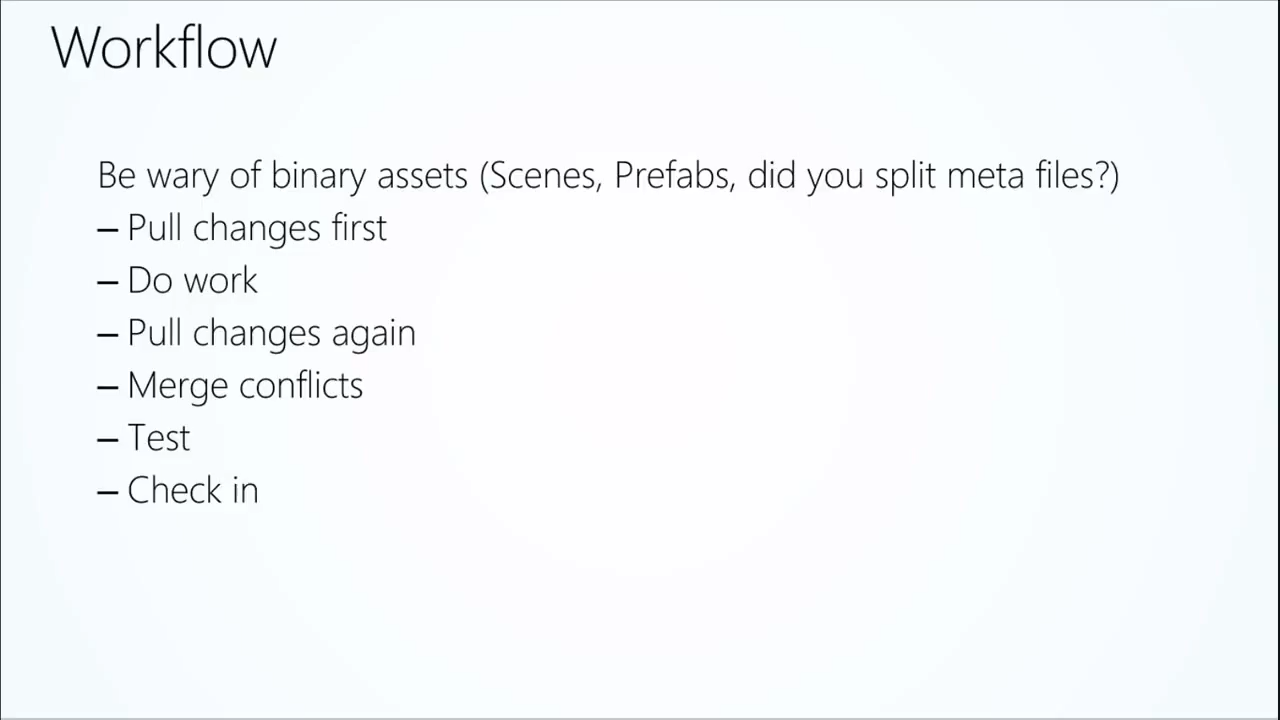 Workflow
Be wary of binary assets (Scenes, Prefabs, did you split meta files?)
– Pull changes first
– Do work
– Pull changes again
– Merge conflicts
– Test
– Check in